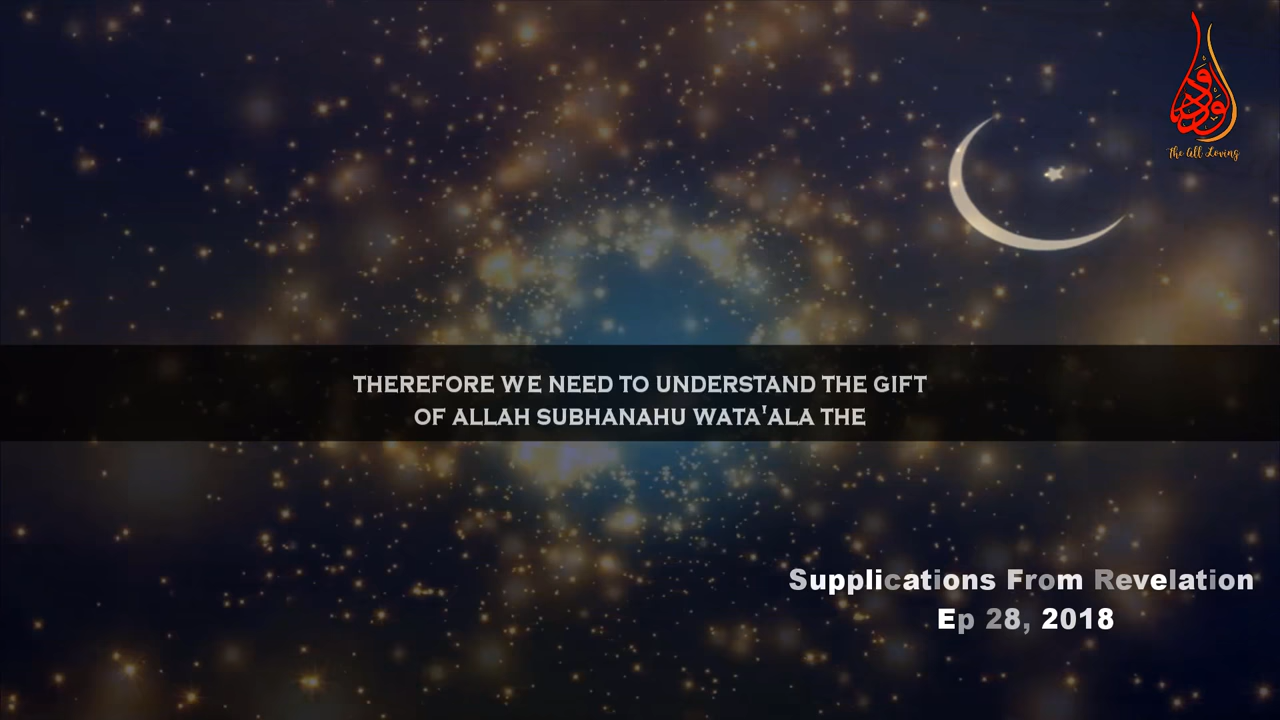 الودود
The All Loving
THEREFORE WE NEED TO UNDERSTAND THE GIFT
OF ALLAH SUBHANAHU WATA'ALA THE
Supplications From Revelation
Ep 28, 2018